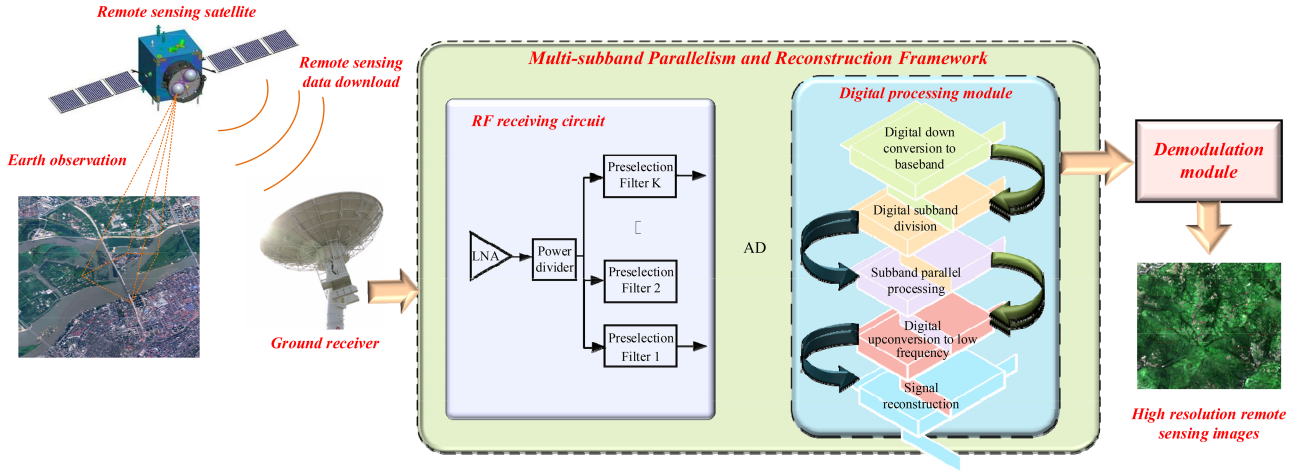 Remote sensing satellite
Remote sensing
data download
Earth observation
Ground receiver
Multi-subband Parallelism and Reconstruction Framework
RF receiving circuit
LNA
Power
divider
Preselection
Filter K
Preselection
Filter 2
Preselection
Filter 1
AD
Digital processing module
Digital down
conversion to
baseband
Digital subband
division
Subband parallel
processing
Digital
upconversion to low
frequency
Signal
reconstruction
Demodulation
module
High resolution remote
sensing images